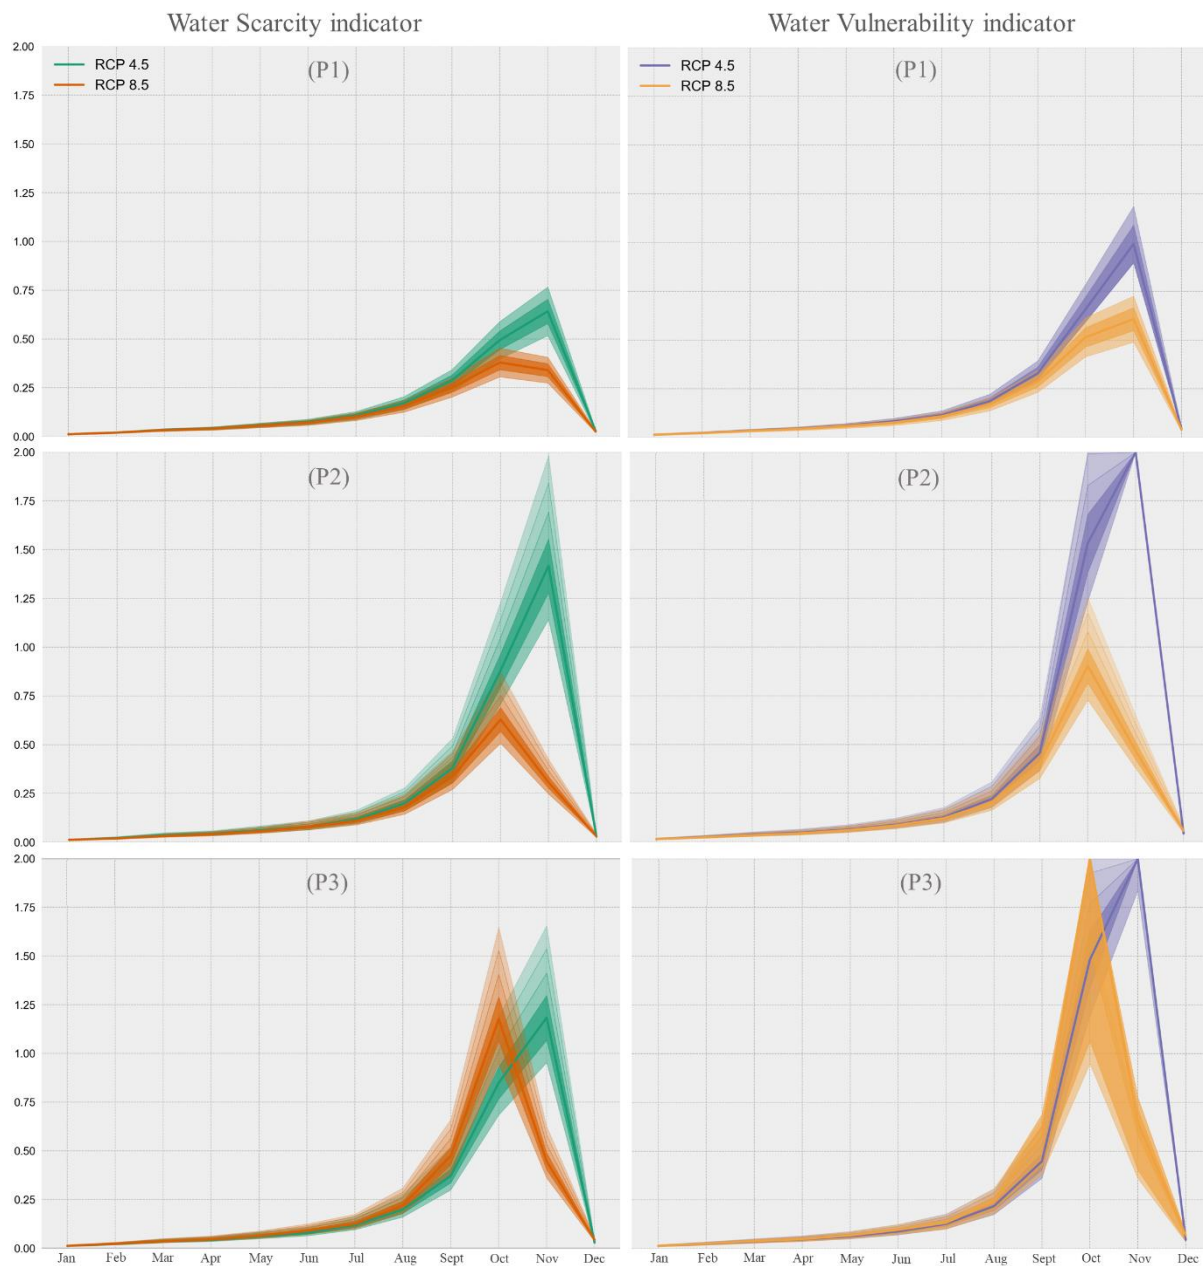 Water Scarcity indicator
Water Vulnerability indicator
2.00
1.75
1.50
1.25
1.00
0.75
0.50
0.25
0.00
RCP 4.5
RCP 8.5
(P1)
RCP 4.5
RCP 8.5
(P1)
2.00
1.75
1.50
1.25
1.00
0.75
0.50
0.25
0.00
(P2)
(P2)
2.00
1.75
1.50
1.25
1.00
0.75
0.50
0.25
0.00
(P3)
(P3)
Jan Feb Mar Apr May Jun Jul Aug Sept Oct Nov Dec
Jan Feb Mar Apr May Jun Jul Aug Sept Oct Nov Dec